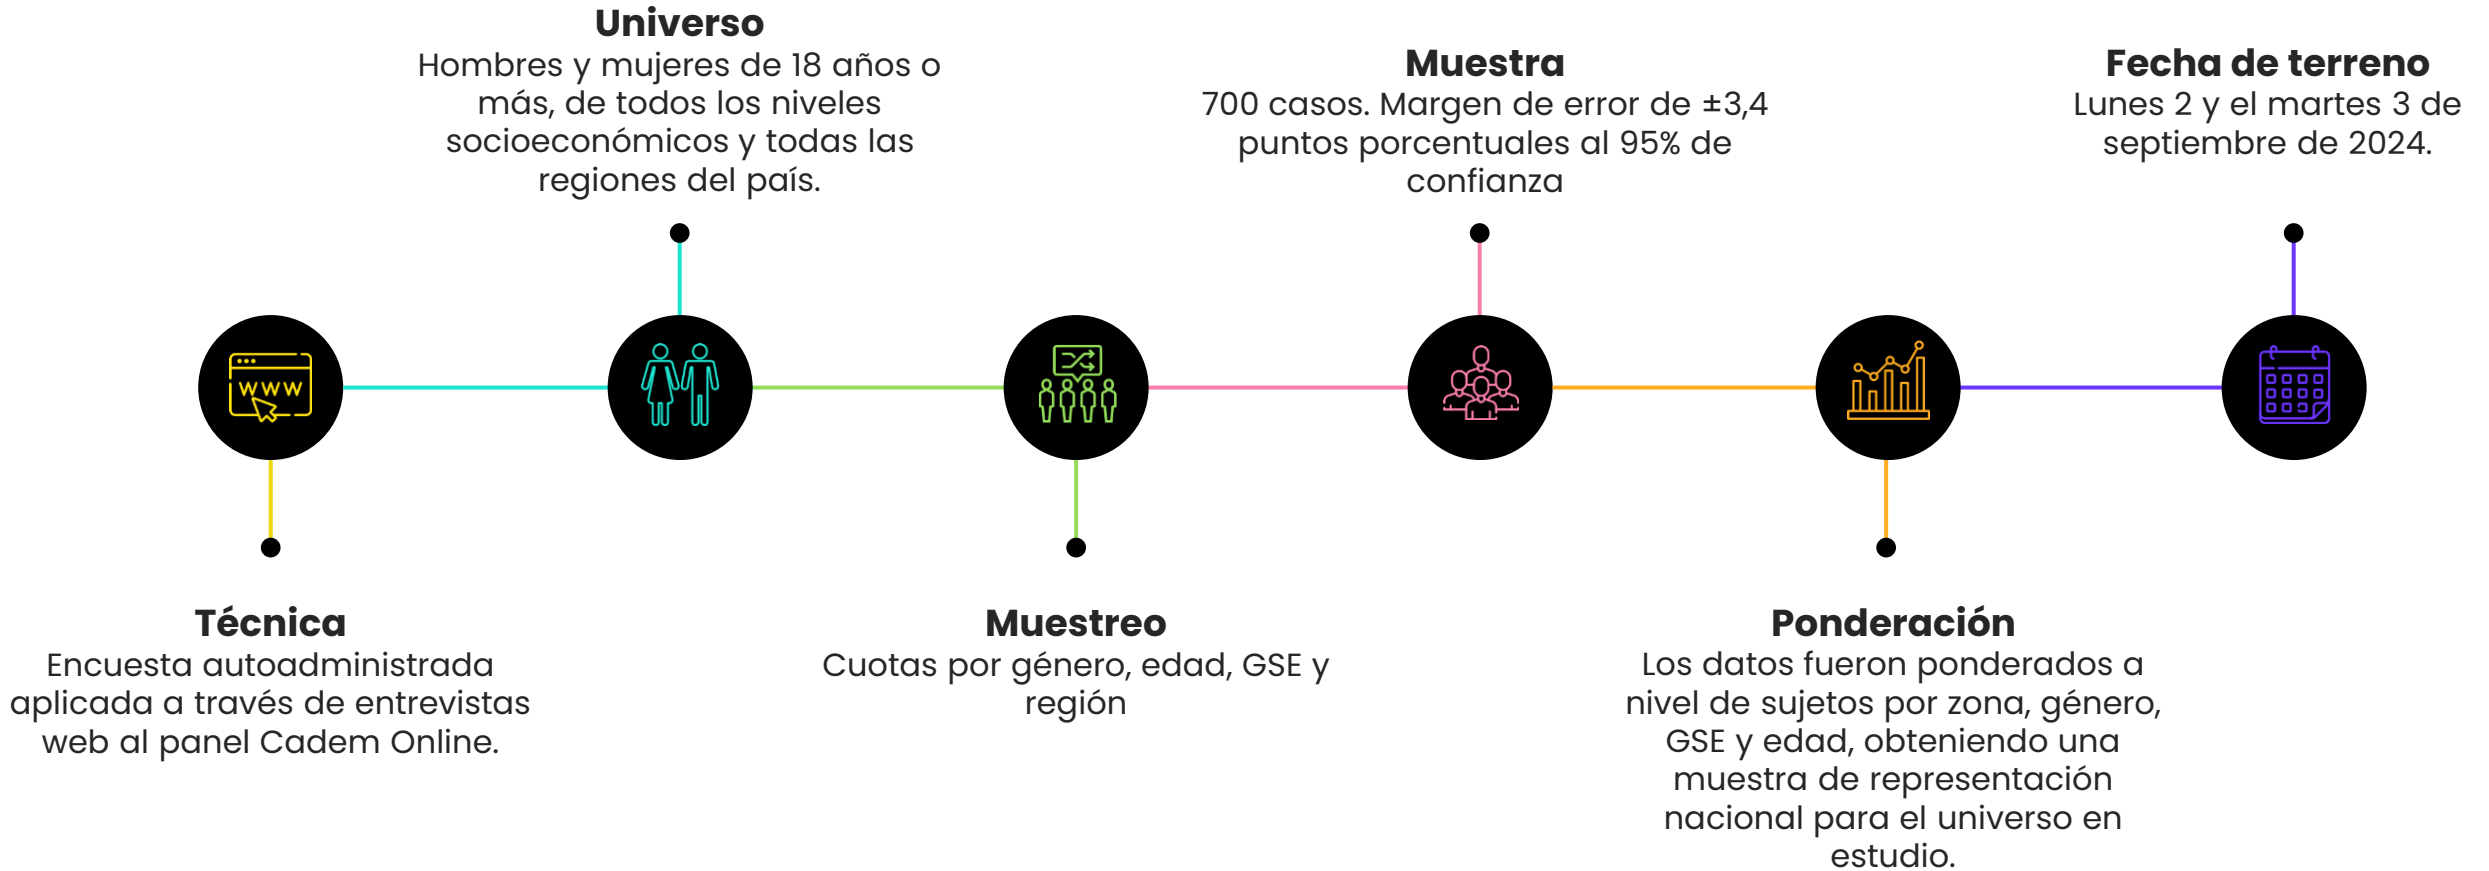 Universo
Hombres y mujeres de 18 años o
más, de todos los niveles
socioeconómicos y todas las
regiones del país.
Muestra
700 casos. Margen de error de ±3,4
puntos porcentuales al 95% de
confianza
Fecha de terreno
Lunes 2 y el martes 3 de
septiembre de 2024.
WWW
Técnica
Encuesta autoadministrada
aplicada a través de entrevistas
web al panel Cadem Online.
Muestreo
Cuotas por género, edad, GSE y
región
Ponderación
Los datos fueron ponderados a
nivel de sujetos por zona, género,
GSE y edad, obteniendo una
muestra de representación
nacional para el universo en
estudio.